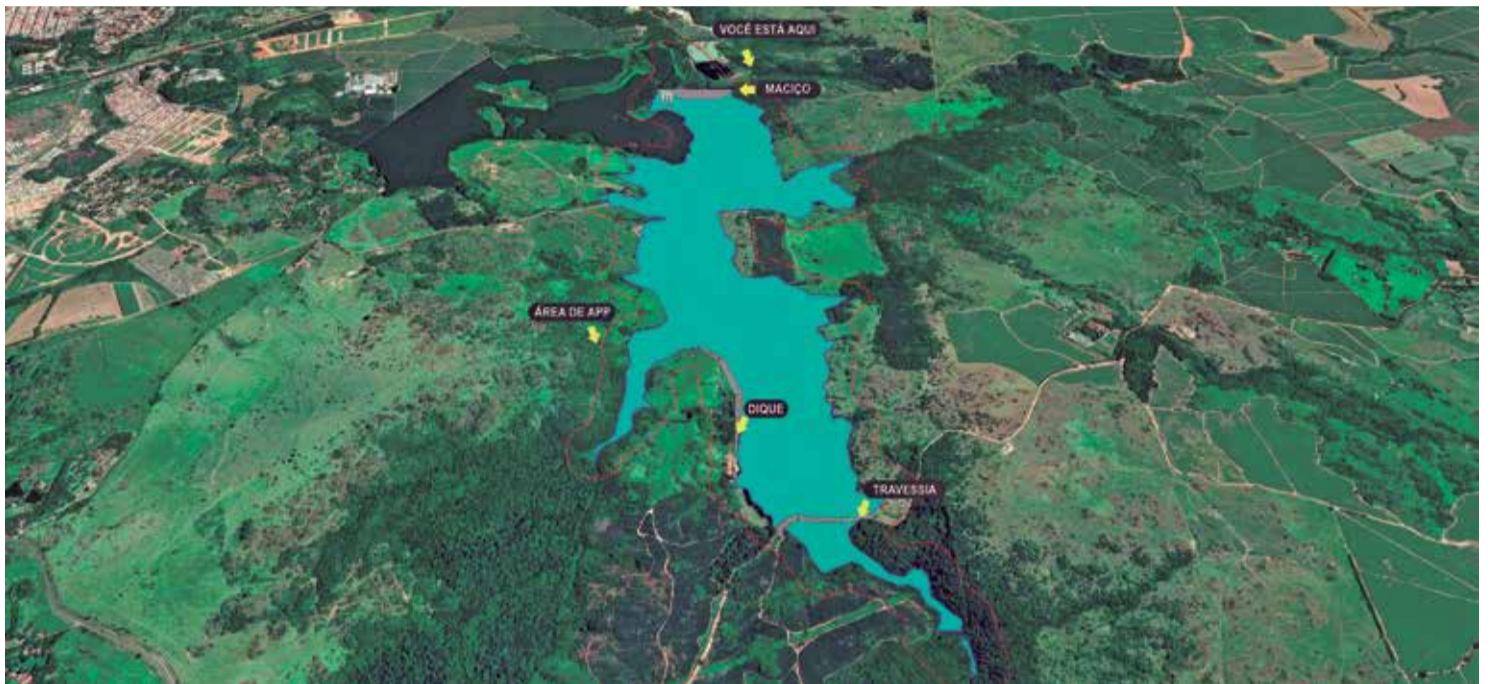 VOCÊ ESTÁ AQUI
MACIÇO
ÁREA DE APP
DIQUE
TRAVESSIA